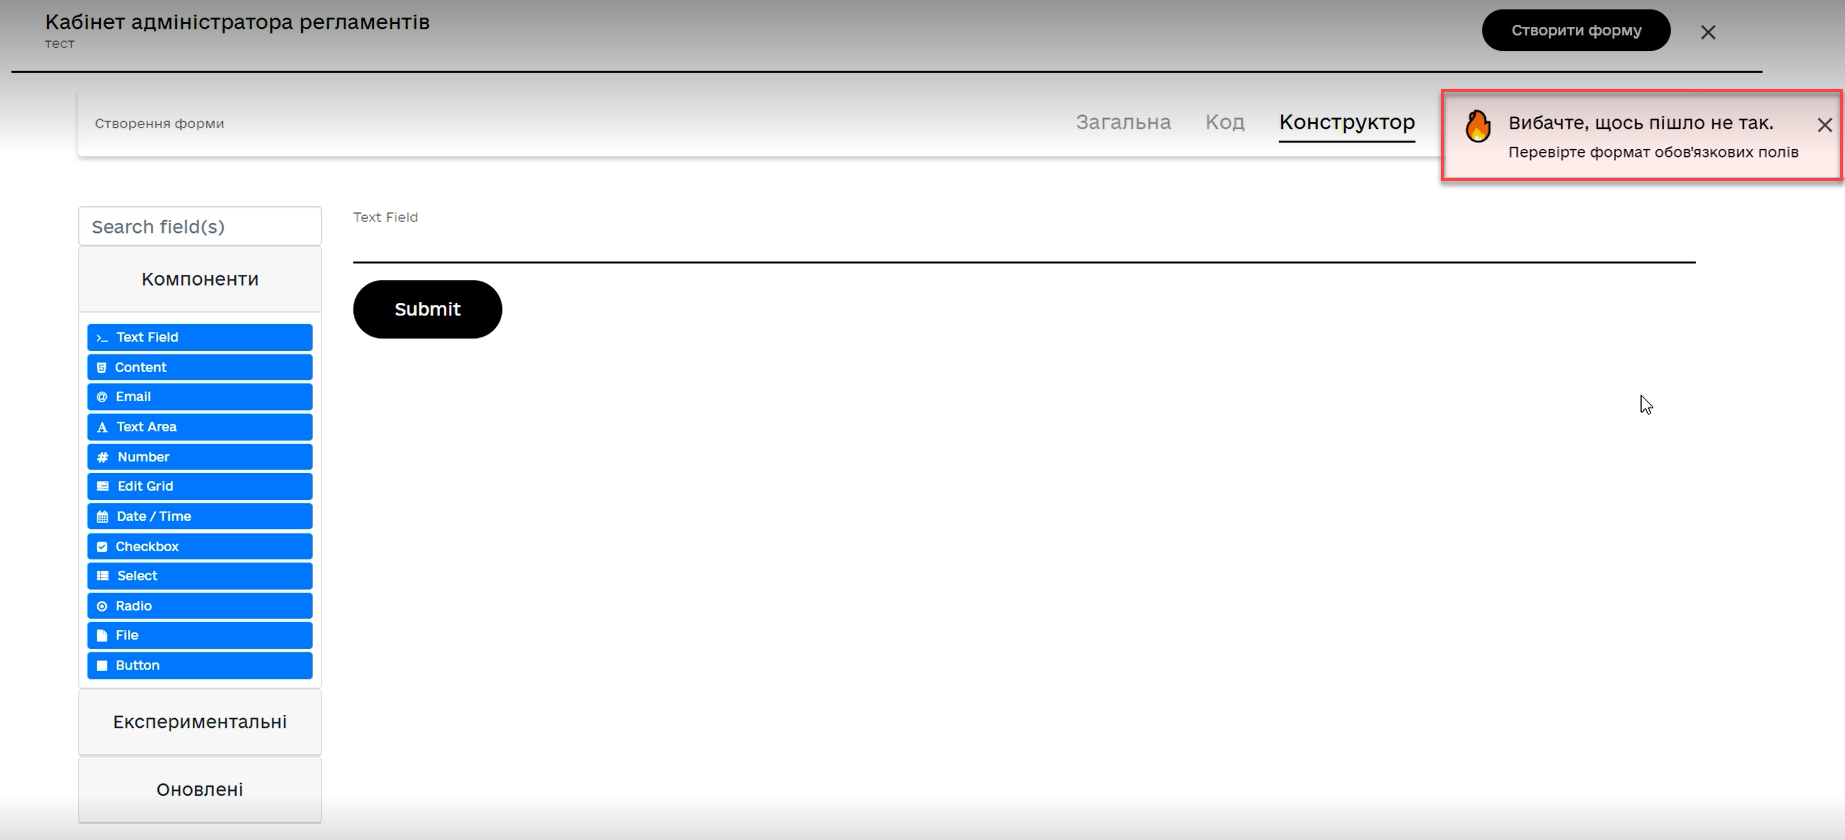 Кабінет адміністратора регламентів
тест
Створити форму
Створення форми
Загальна
Код
Конструктор
Вибачте, щось пішло не так.
Перевірте формат обов'язкових полів
Search field(s)
Компоненти
Text Field
Content
Email
Text Area
Number
Edit Grid
Date / Time
Checkbox
Select
Radio
File
Button
Експериментальні
Оновлені
Text Field
Submit